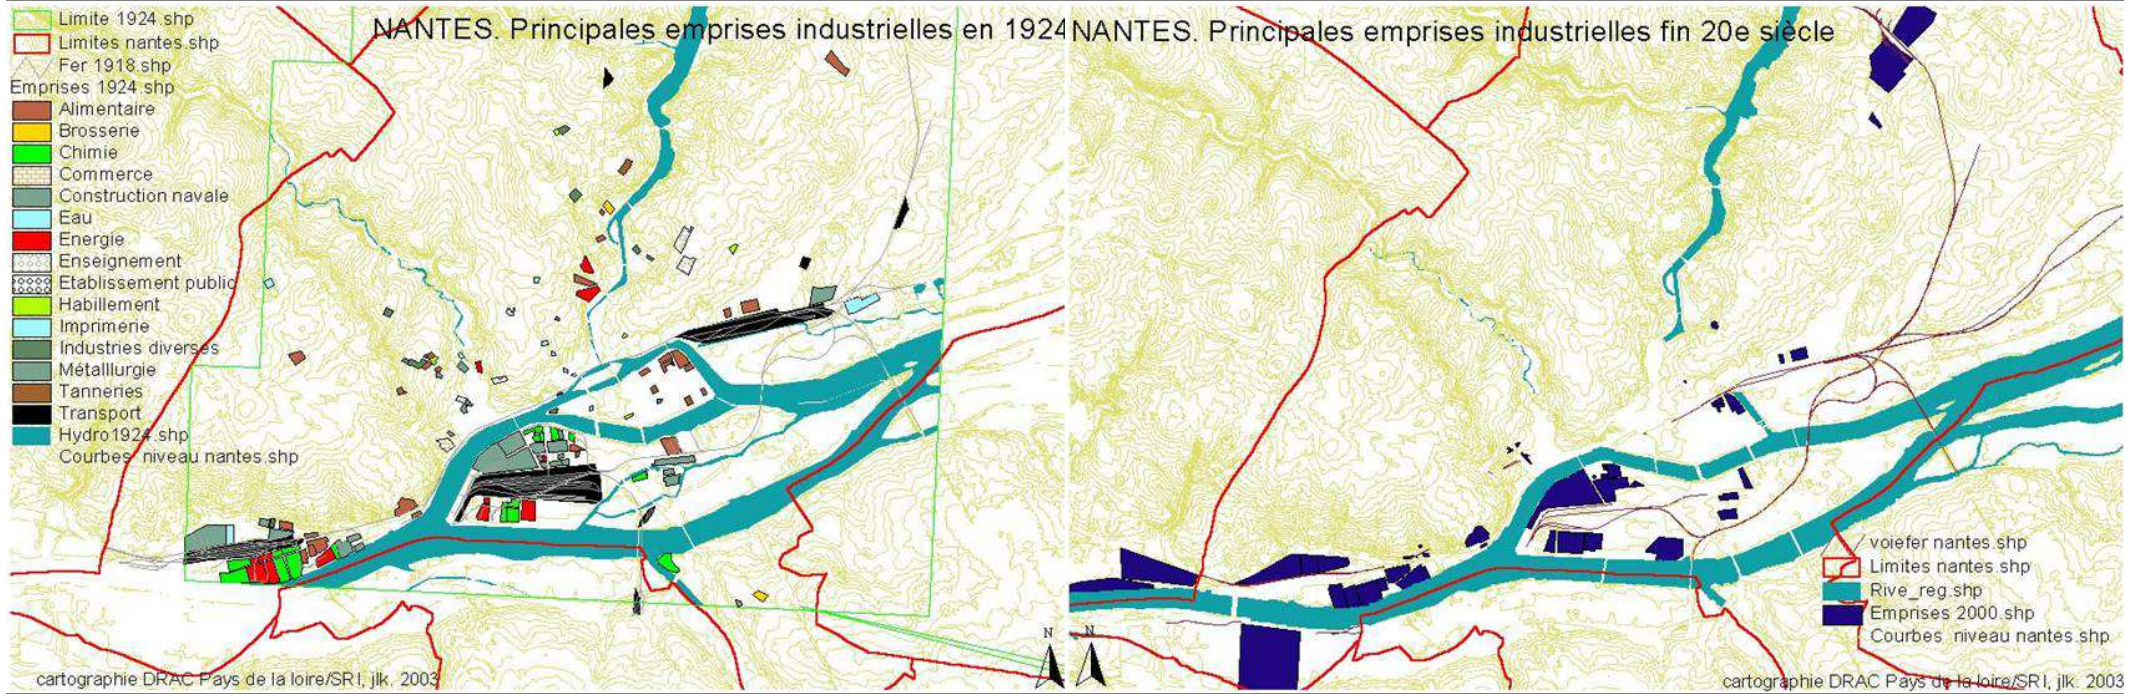 NANTES. Principales emprises industrielles en 1924
Limite 1924.shp
Limites nantes.shp
Fer 1918.shp
Emprises 1924.shp
Alimentaire
Brosserie
Chimie
Commerce
Construction navale
Eau
Energie
Enseignement
Etablissement public
Habillement
Imprimerie
Industries diverses
Métalllurgie
Tanneries
Transport
Hydro1924.shp
Courbes niveau nantes.shp
N
cartographie DRAC Pays de la loire/SRI, jlk. 2003
NANTES. Principales emprises industrielles fin 20e siècle
voiefer nantes.shp
Limites nantes.shp
Rive_reg.shp
Emprises 2000.shp
Courbes niveau nantes.shp
N
cartographie DRAC Pays de la loire/SRI, jlk. 2003